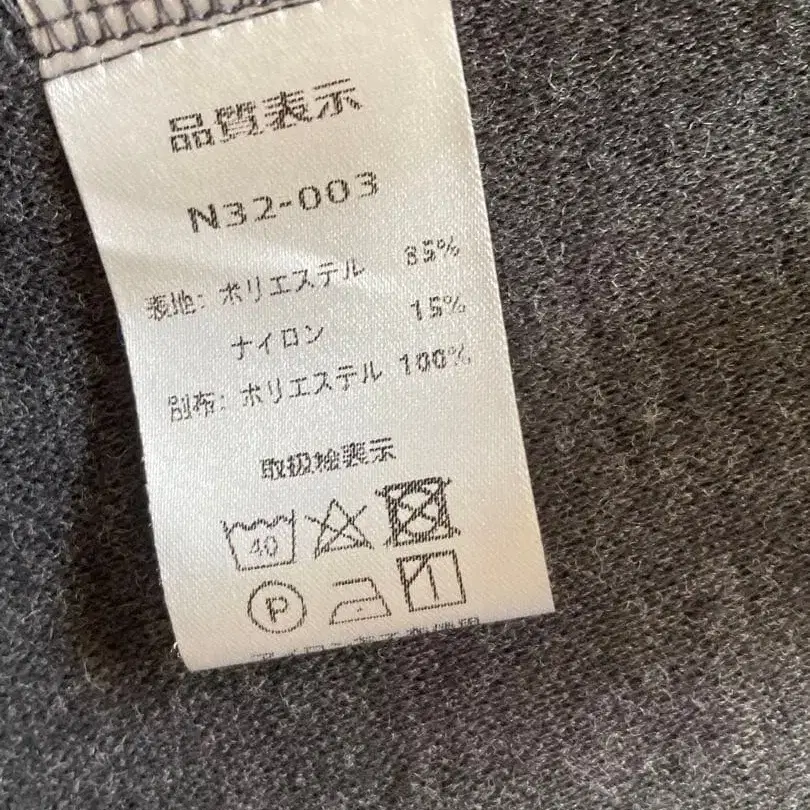 品質表示
N32-003
表地: ポリエステル 85%
ナイロン 15%
別布: ポリエステル 100%
取扱絵表示
40
P